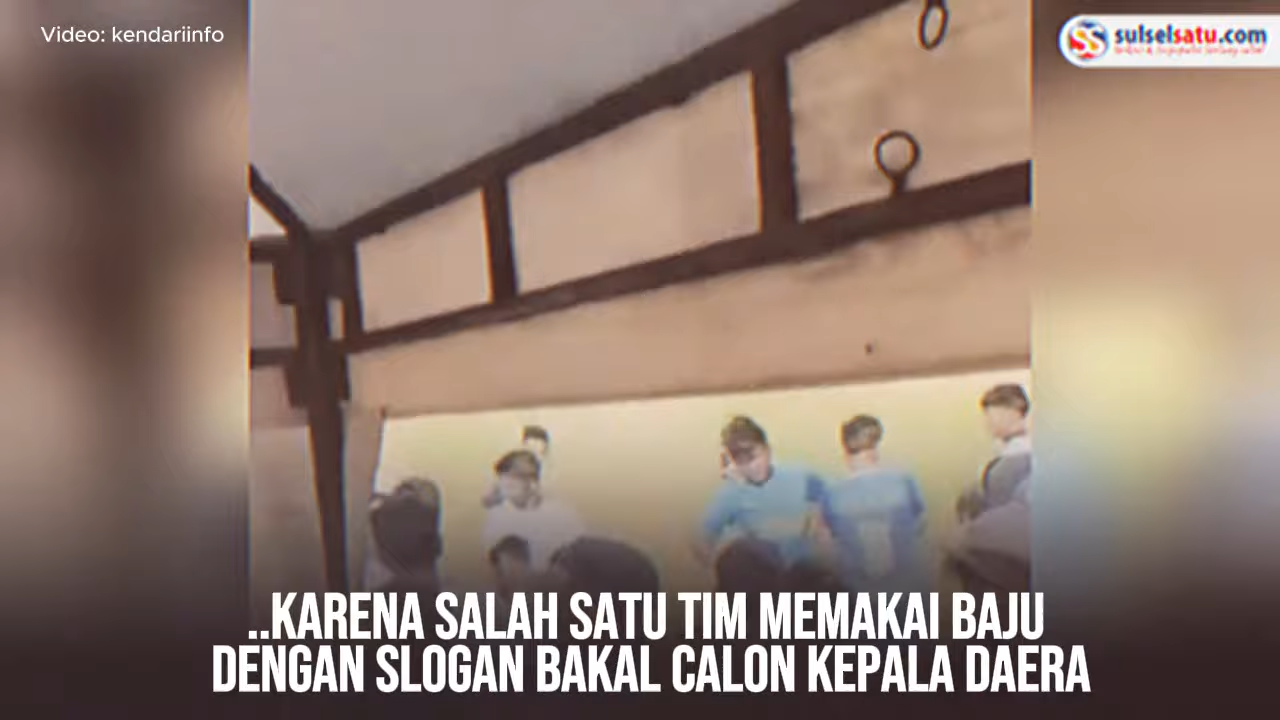 Video: kendariinfo
sulselsatu.com
..KARENA SALAH SATU TIM MEMAKAI BAJU
DENGAN SLOGAN BAKAL CALON KEPALA DAERA